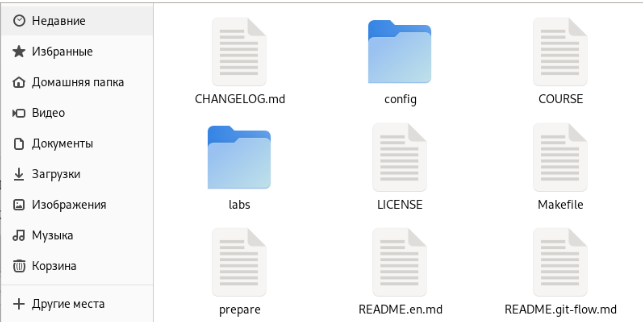 Недавние
Избранные
Домашняя папка
Видео
Документы
Загрузки
Изображения
Музыка
Корзина
Другие места
CHANGELOG.md
config
COURSE
labs
LICENSE
Makefile
prepare
README.en.md
README.git-flow.md